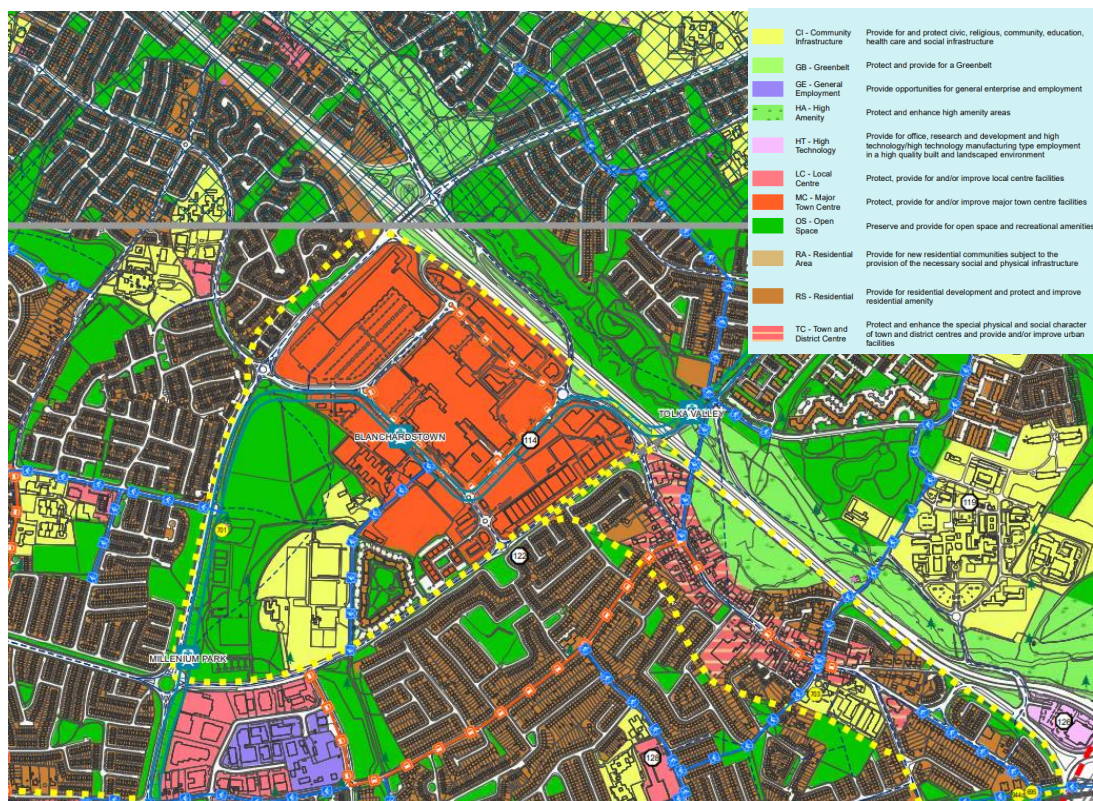 CI - Community
Infrastructure
Provide for and protect civic, religious, community, education,
health care and social infrastructure
GB - Greenbelt
Protect and provide for a Greenbelt
GE - General
Employment
Provide opportunities for general enterprise and employment
HA - High
Amenity
Protect and enhance high amenity areas
HT - High
Technology
Provide for office, research and development and high
technology/high technology manufacturing type employment
in a high quality built and landscaped environment
LC - Local
Centre
Protect, provide for and/or improve local centre facilities
MC - Major
Town Centre
Protect, provide for and/or improve major town centre facilities
OS - Open
Space
Preserve and provide for open space and recreational amenities
RA - Residential
Area
Provide for new residential communities subject to the
provision of the necessary social and physical infrastructure
RS - Residential
Provide for residential development and protect and improve
residential amenity
TC - Town and
District Centre
Protect and enhance the special physical and social character
of town and district centres and provide and/or improve urban
facilities
TOLKA VALLEY
BLANCHARDSTOWN
114
119
701
122
MILLENIUM PARK
703
126
128
695